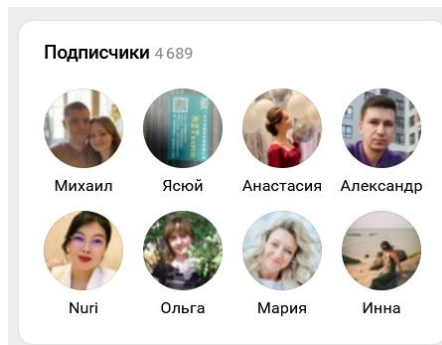 Подписчики 4 689
Михаил Ясюй Анастасия Александр
Nuri Ольга Мария Инна